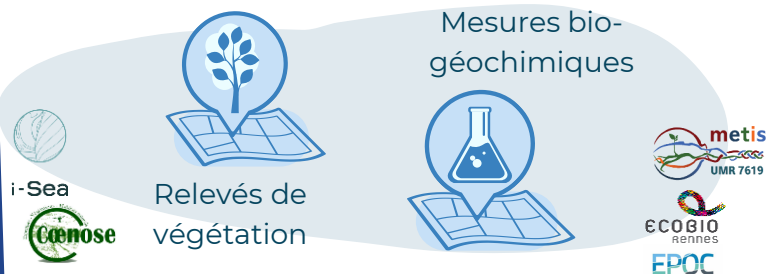 Mesures bio-
géochimiques
metis
UMR 7619
i-Sea
Relevés de
végétation
Cœnose
ECOBIO
Rennes
EPOC